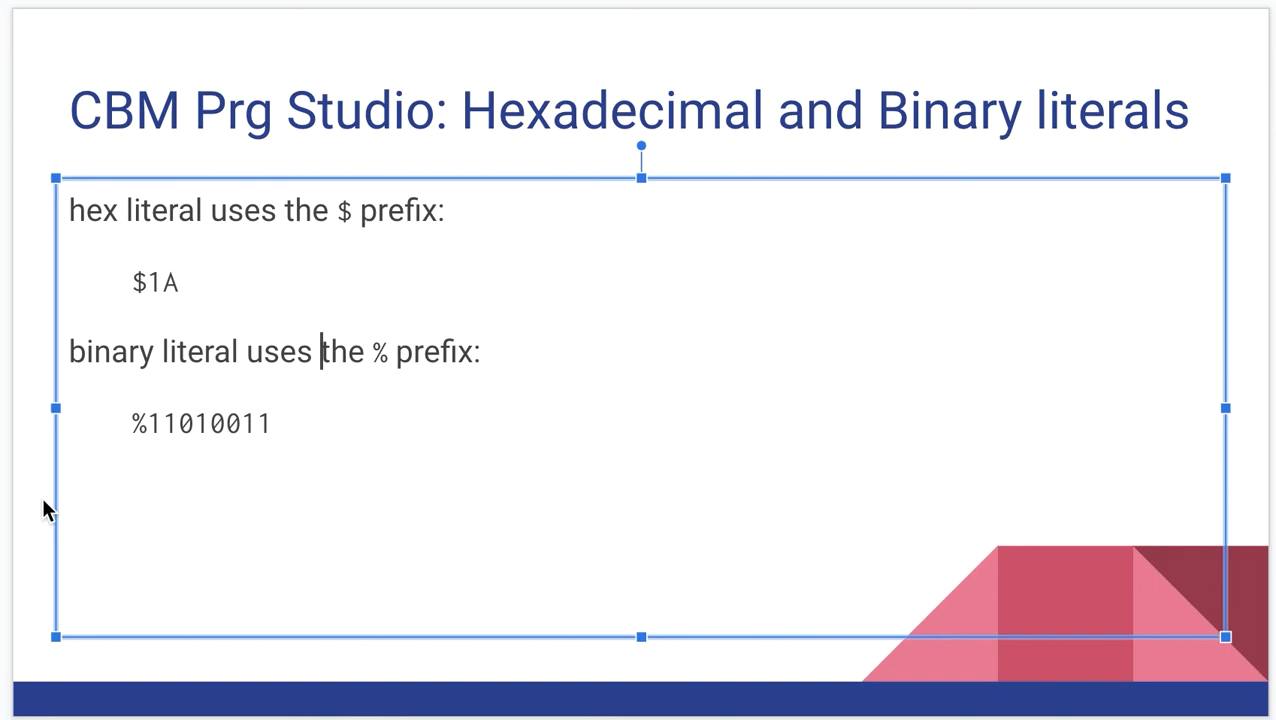 CBM Prg Studio: Hexadecimal and Binary literals
hex literal uses the $ prefix:
$1A
binary literal uses the % prefix:
%11010011